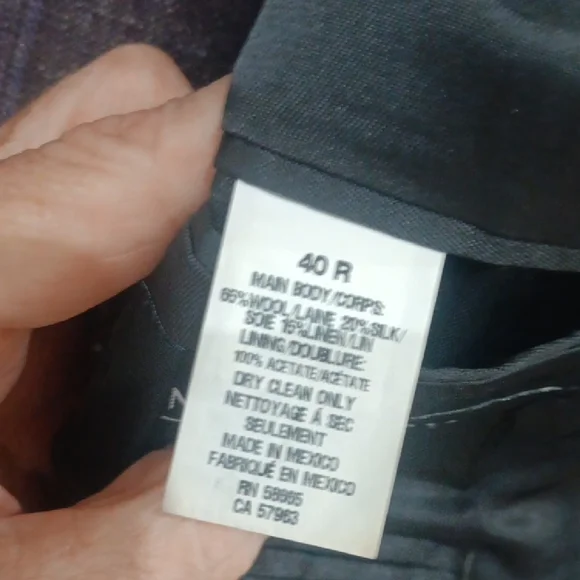 40 R
MAIN BODY/CORPS:
65%WOOL/LAINE 20%SILK/
SOIE 15%LINEN/LIN
LINING/DOUBLURE:
100% ACETATE/ACÉTATE
DRY CLEAN ONLY
NETTOYAGE À SEC
SEULEMENT
MADE IN MEXICO
FABRIQUÉ EN MEXICO
RN
CA 57963